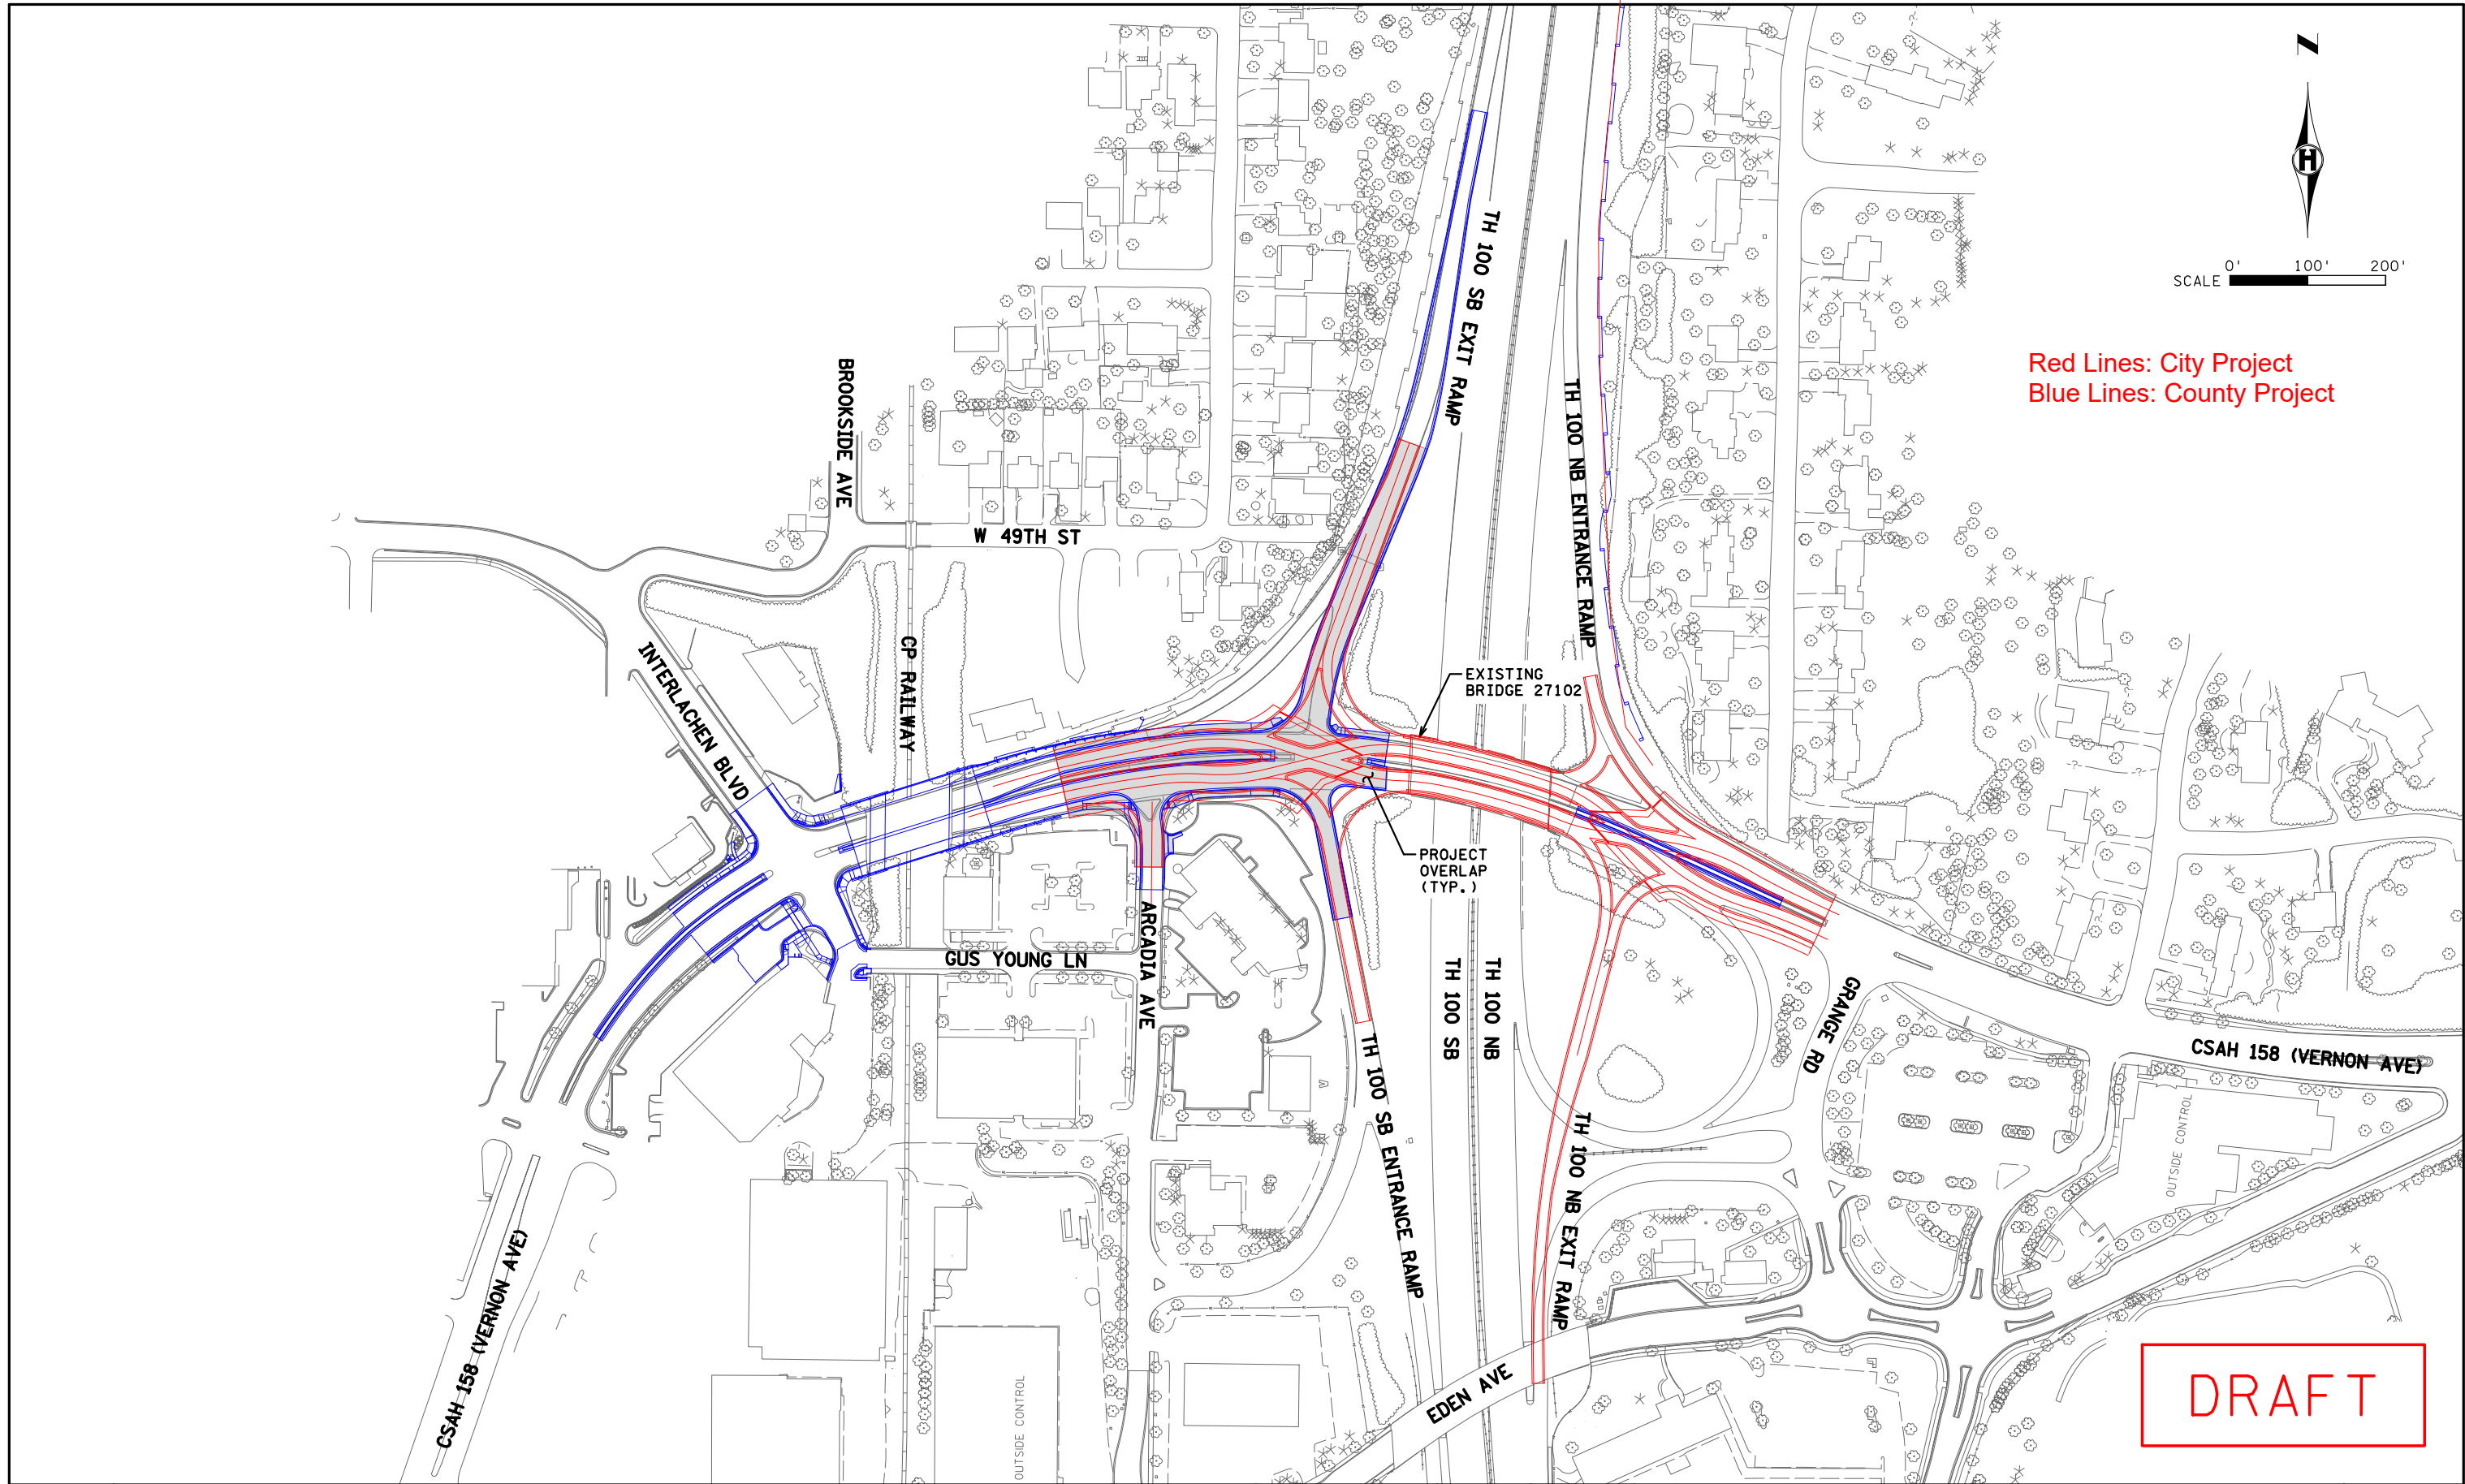 N
H
0' 100' 200'
SCALE
Red Lines: City Project
Blue Lines: County Project
TH 100 SB EXIT RAMP
TH 100 NB ENTRANCE RAMP
BROOKSIDE AVE
W 49TH ST
INTERLACHEN BLVD
CP RAILWAY
EXISTING
BRIDGE 27102
PROJECT
OVERLAP
(TYP.)
ARCADIA AVE
GUS YOUNG LN
TH 100 SB
TH 100 NB
GRANGE RD
CSAH 158 (VERNON AVE)
TH 100 SB ENTRANCE RAMP
TH 100 NB EXIT RAMP
OUTSIDE CONTROL
CSAH 158 (VERNON AVE)
EDEN AVE
OUTSIDE CONTROL
DRAFT